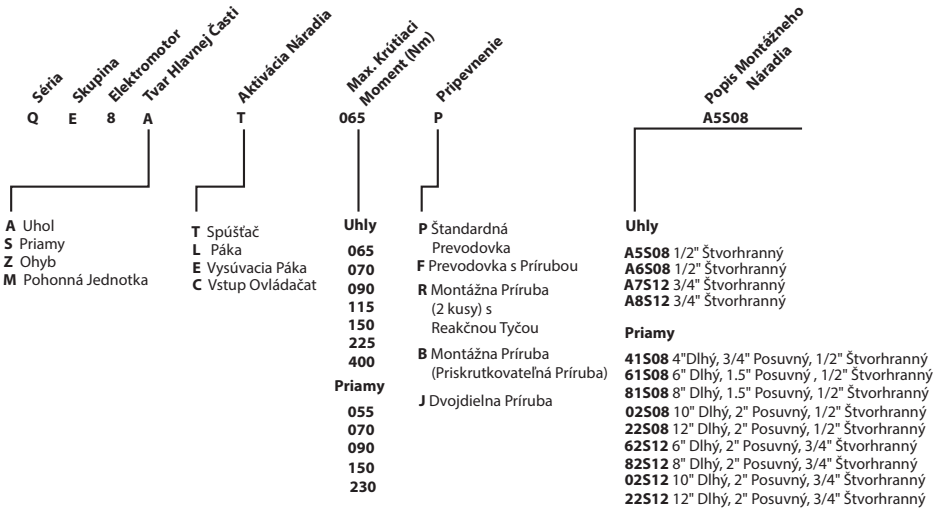 Séria
Skupina
Elektromotor
Tvar Hlavnej Časti
Aktivácia Náradia
Max. Krútiaci
Moment (Nm)
Pripevnenie
Popis Montážneho
Náradia
Q E 8 A T 065 P A5S08
A Uhol
S Priamy
Z Ohyb
M Pohonná Jednotka
T Spúšťač
L Páka
E Vysúvacia Páka
C Vstup Ovládačat
Uhly
065
070
090
115
150
225
400
Priamy
055
070
090
150
230
P Štandardná
Prevodovka
F Prevodovka s Prírubou
R Montážna Príruba
(2 kusy) s
Reakčnou Tyčou
B Montážna Príruba
(Priskrutkovateľná Príruba)
J Dvojdielna Príruba
Uhly
A5S08 1/2" Štvorhranný
A6S08 1/2" Štvorhranný
A7S12 3/4" Štvorhranný
A8S12 3/4" Štvorhranný
Priamy
41S08 4"Dlhý, 3/4" Posuvný, 1/2" Štvorhranný
61S08 6" Dlhý, 1.5" Posuvný , 1/2" Štvorhranný
81S08 8" Dlhý, 1.5" Posuvný, 1/2" Štvorhranný
02S08 10" Dlhý, 2" Posuvný, 1/2" Štvorhranný
22S08 12" Dlhý, 2" Posuvný, 1/2" Štvorhranný
62S12 6" Dlhý, 2" Posuvný, 3/4" Štvorhranný
82S12 8" Dlhý, 2" Posuvný, 3/4" Štvorhranný
02S12 10" Dlhý, 2" Posuvný, 3/4" Štvorhranný
22S12 12" Dlhý, 2" Posuvný, 3/4" Štvorhranný